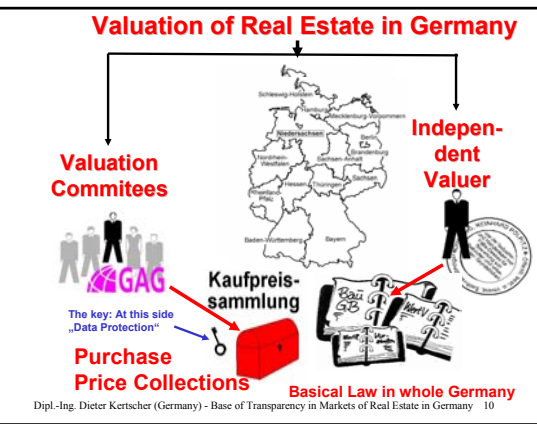 Valuation of Real Estate in Germany
Schleswig-Holstein
Hamburg
Mecklenburg-Vorpommern
Niedersachsen
Berlin
Brandenburg
Nordrhein-
Westfalen
Sachsen-Anhalt
Sachsen
Hessen
Thüringen
Rheinland-
Pfalz
Baden-Württemberg
Bayern
Valuation
Commitees
GAG
Indepen-
dent
Valuer
Kaufpreis-
sammlung
Bau
GB
WertV
The key: At this side
„Data Protection“
Purchase
Price Collections
Basical Law in whole Germany
Dipl.-Ing. Dieter Kertscher (Germany) - Base of Transparency in Markets of Real Estate in Germany 10